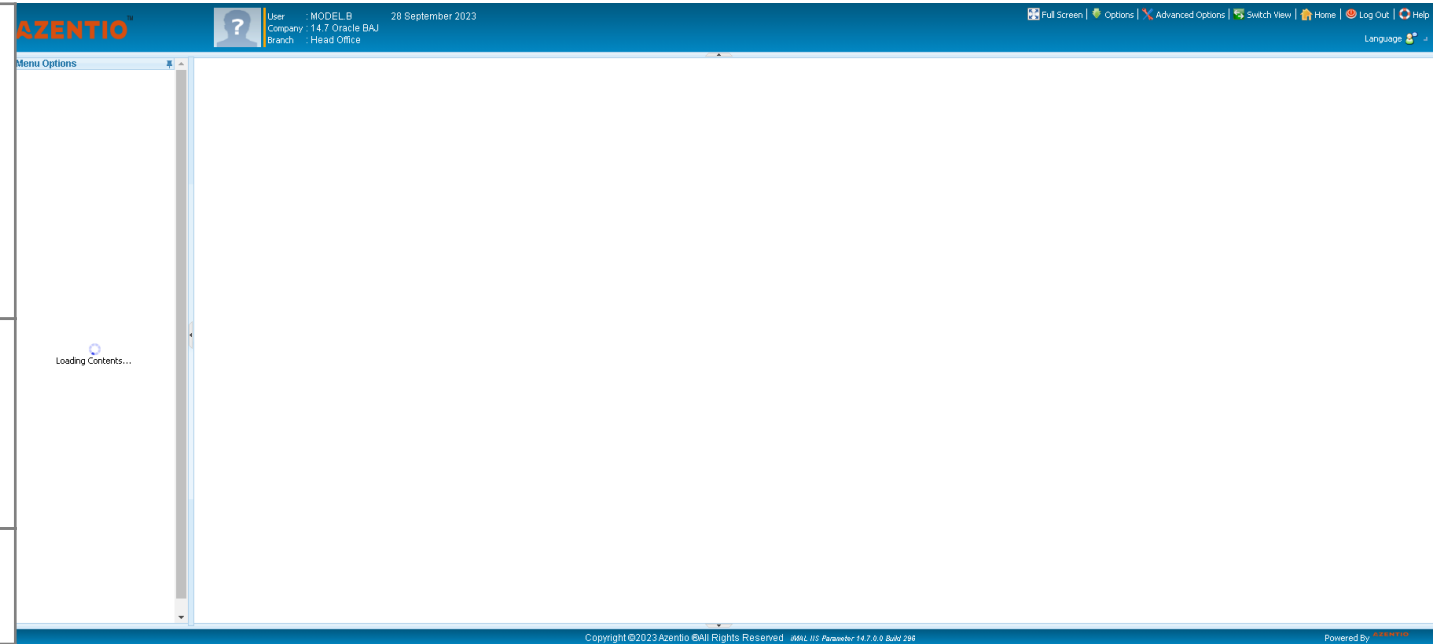 AZENTIO
User : MODEL.B 28 September 2023
Company : 14.7 Oracle BAJ
Branch : Head Office
Full Screen | Options | Advanced Options | Switch View | Home | Log Out | Help
Language
Menu Options
Loading Contents...
Copyright ©2023 Azentio ®All Rights Reserved iMAL IIS Parameter 14.7.0.0 Build 296
Powered By AZENTIO